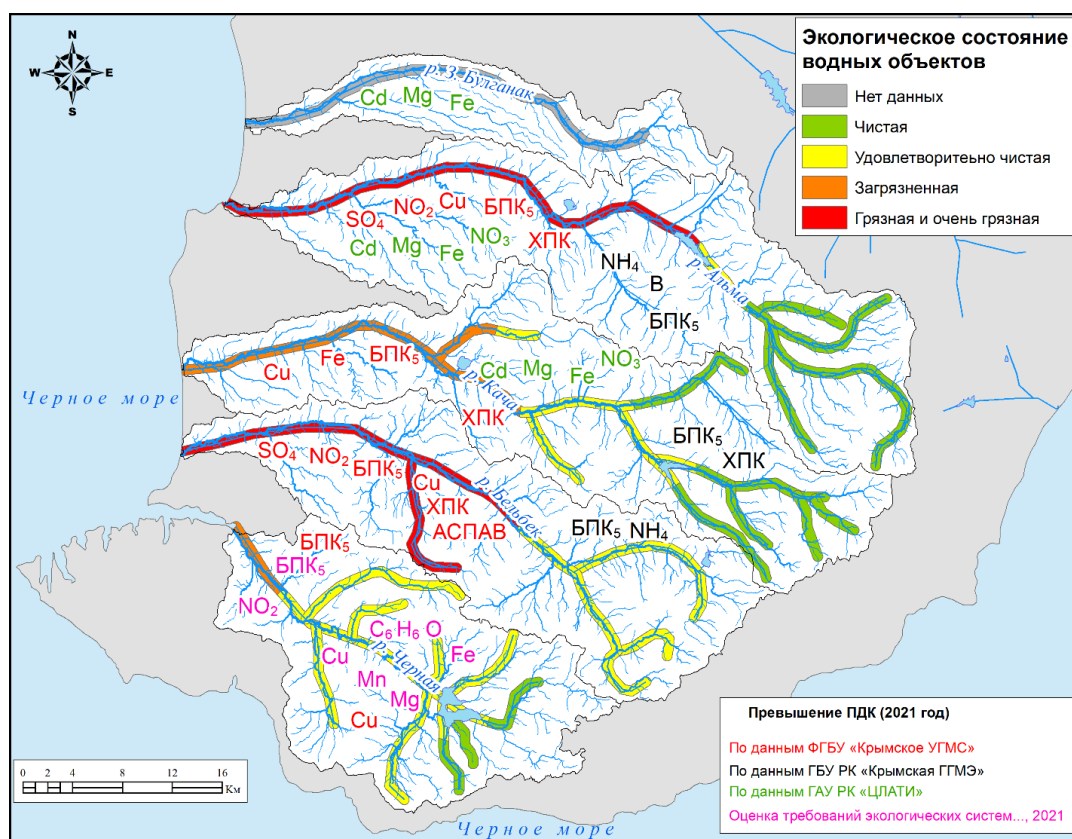 N
W E
S
Экологическое состояние
водных объектов
Нет данных
Чистая
Удовлетворитеьно чистая
Загрязненная
Грязная и очень грязная
р. З. Булганак
Cd Mg Fe
SO₄ NO₂ Cu БПК₅ ХПК
Cd Mg Fe NO₃
NH₄
В
БПК₅
р. Альма
Cu Fe БПК₅
Cd Mg Fe NO₃
р. Кача
ХПК
БПК₅
ХПК
Черное море
SO₄ NO₂ БПК₅ Cu
ХПК
АСПАВ
р. Бельбек
БПК₅ NH₄
БПК₅
БПК₅
NO₂
C₆ H₆ O
Cu Fe
р. Черная
Mn
Mg
Cu
0 2 4 8 12 16
Км
Черное море
Превышение ПДК (2021 год)
По данным ФГБУ «Крымское УГМС»
По данным ГБУ РК «Крымская ГГМЭ»
По данным ГАУ РК «ЦЛАТИ»
Оценка требований экологических систем..., 2021